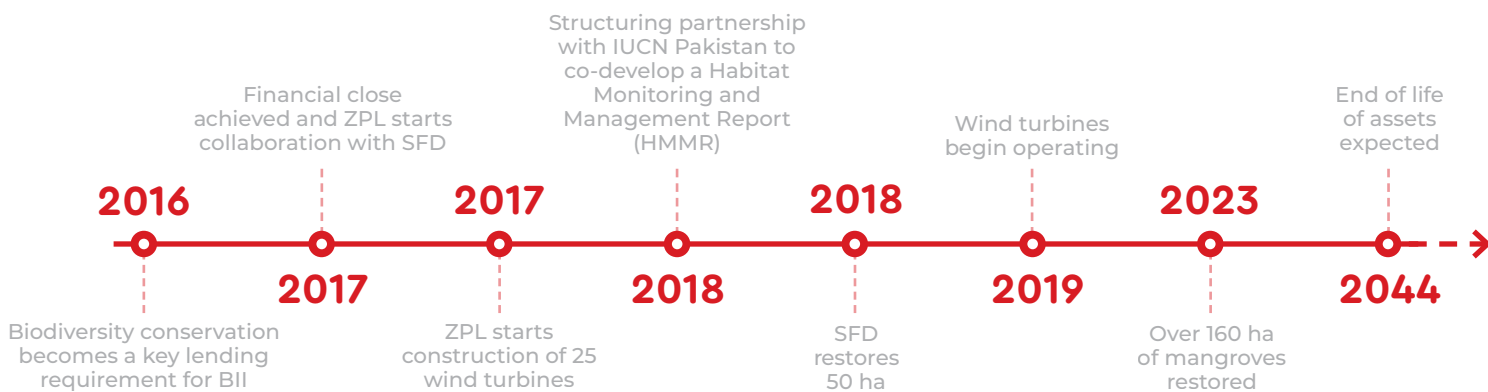 2016
Biodiversity conservation
becomes a key lending
requirement for BII
Financial close
achieved and ZPL starts
collaboration with SFD
2017
2017
ZPL starts
construction of 25
wind turbines
Structuring partnership
with IUCN Pakistan to
co-develop a Habitat
Monitoring and
Management Report
(HMMR)
2018
2018
SFD
restores
50 ha
Wind turbines
begin operating
2019
2023
Over 160 ha
of mangroves
restored
End of life
of assets
expected
2044